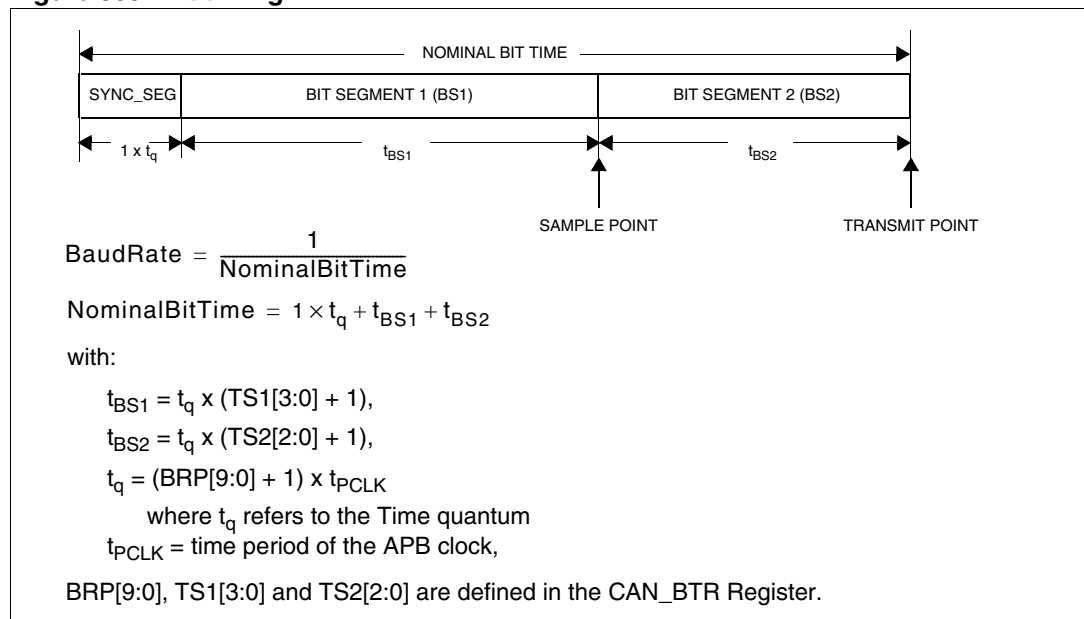 NOMINAL BIT TIME
SYNC_SEG BIT SEGMENT 1 (BS1) BIT SEGMENT 2 (BS2)
1 x tq tBS1 tBS2
SAMPLE POINT TRANSMIT POINT
BaudRate = 1 / NominalBitTime
NominalBitTime = 1 × tq + tBS1 + tBS2
with:
tBS1 = tq x (TS1[3:0] + 1),
tBS2 = tq x (TS2[2:0] + 1),
tq = (BRP[9:0] + 1) x tPCLK
where tq refers to the Time quantum
tPCLK = time period of the APB clock,
BRP[9:0], TS1[3:0] and TS2[2:0] are defined in the CAN_BTR Register.